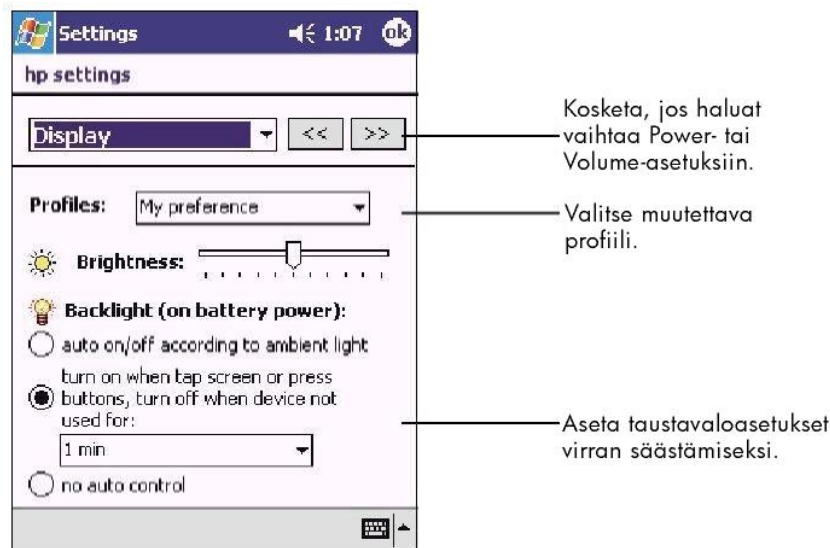 Settings 1:07 ok
hp settings
Display << >>
Kosketa, jos haluat
vaihtaa Power- tai
Volume-asetuksiin.
Profiles: My preference
Valitse muutettava
profiili.
Brightness:
Backlight (on battery power):
auto on/off according to ambient light
turn on when tap screen or press
buttons, turn off when device not
used for:
1 min
Aseta taustavaloasetukset
virran säästämiseksi.
no auto control